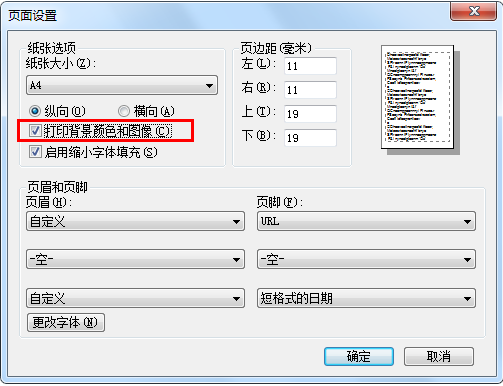 页面设置
纸张选项
纸张大小(Z):
A4
纵向(O) 横向(A)
打印背景颜色和图像(C)
启用缩小字体填充(S)
页边距(毫米)
左(L): 11
右(R): 11
上(T): 19
下(B): 19
页眉和页脚
页眉(H): 页脚(F):
自定义 URL
-空- -空-
自定义 短格式的日期
更改字体(N)
确定 取消